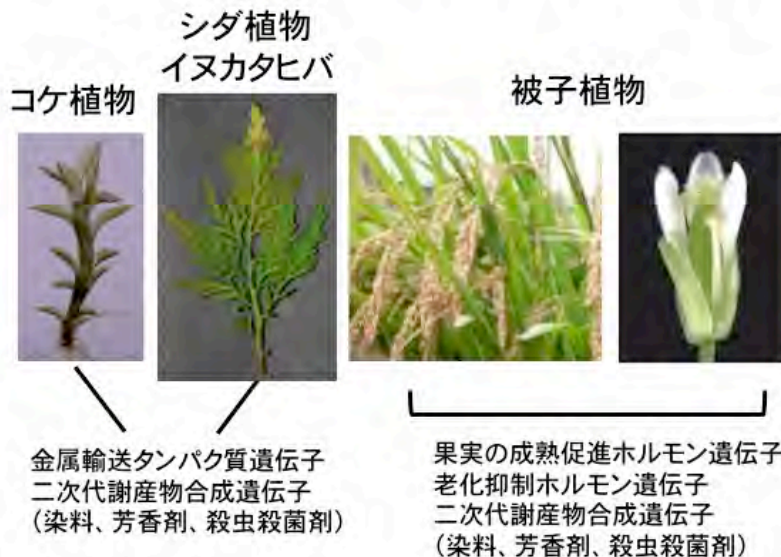 シダ植物
イヌカタヒバ
コケ植物
被子植物
金属輸送タンパク質遺伝子
二次代謝産物合成遺伝子
(染料、芳香剤、殺虫殺菌剤)
果実の成熟促進ホルモン遺伝子
老化抑制ホルモン遺伝子
二次代謝産物合成遺伝子
(染料、芳香剤、殺虫殺菌剤)